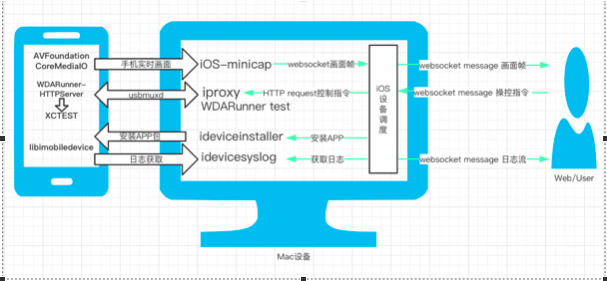 AVFoundation
CoreMediaIO
手机实时画面
iOS-minicap
websocket画面帧
websocket message 画面帧
WDARunner-
HTTPServer
XCTEST
usbmuxd
iproxy
WDARunner test
HTTP request控制指令
iOS
设
备
调
度
websocket message 操控指令
安装APP包
ideviceinstaller
安装APP
libimobiledevice
日志获取
idevicesyslog
获取日志
websocket message 日志流
Web/User
Mac设备